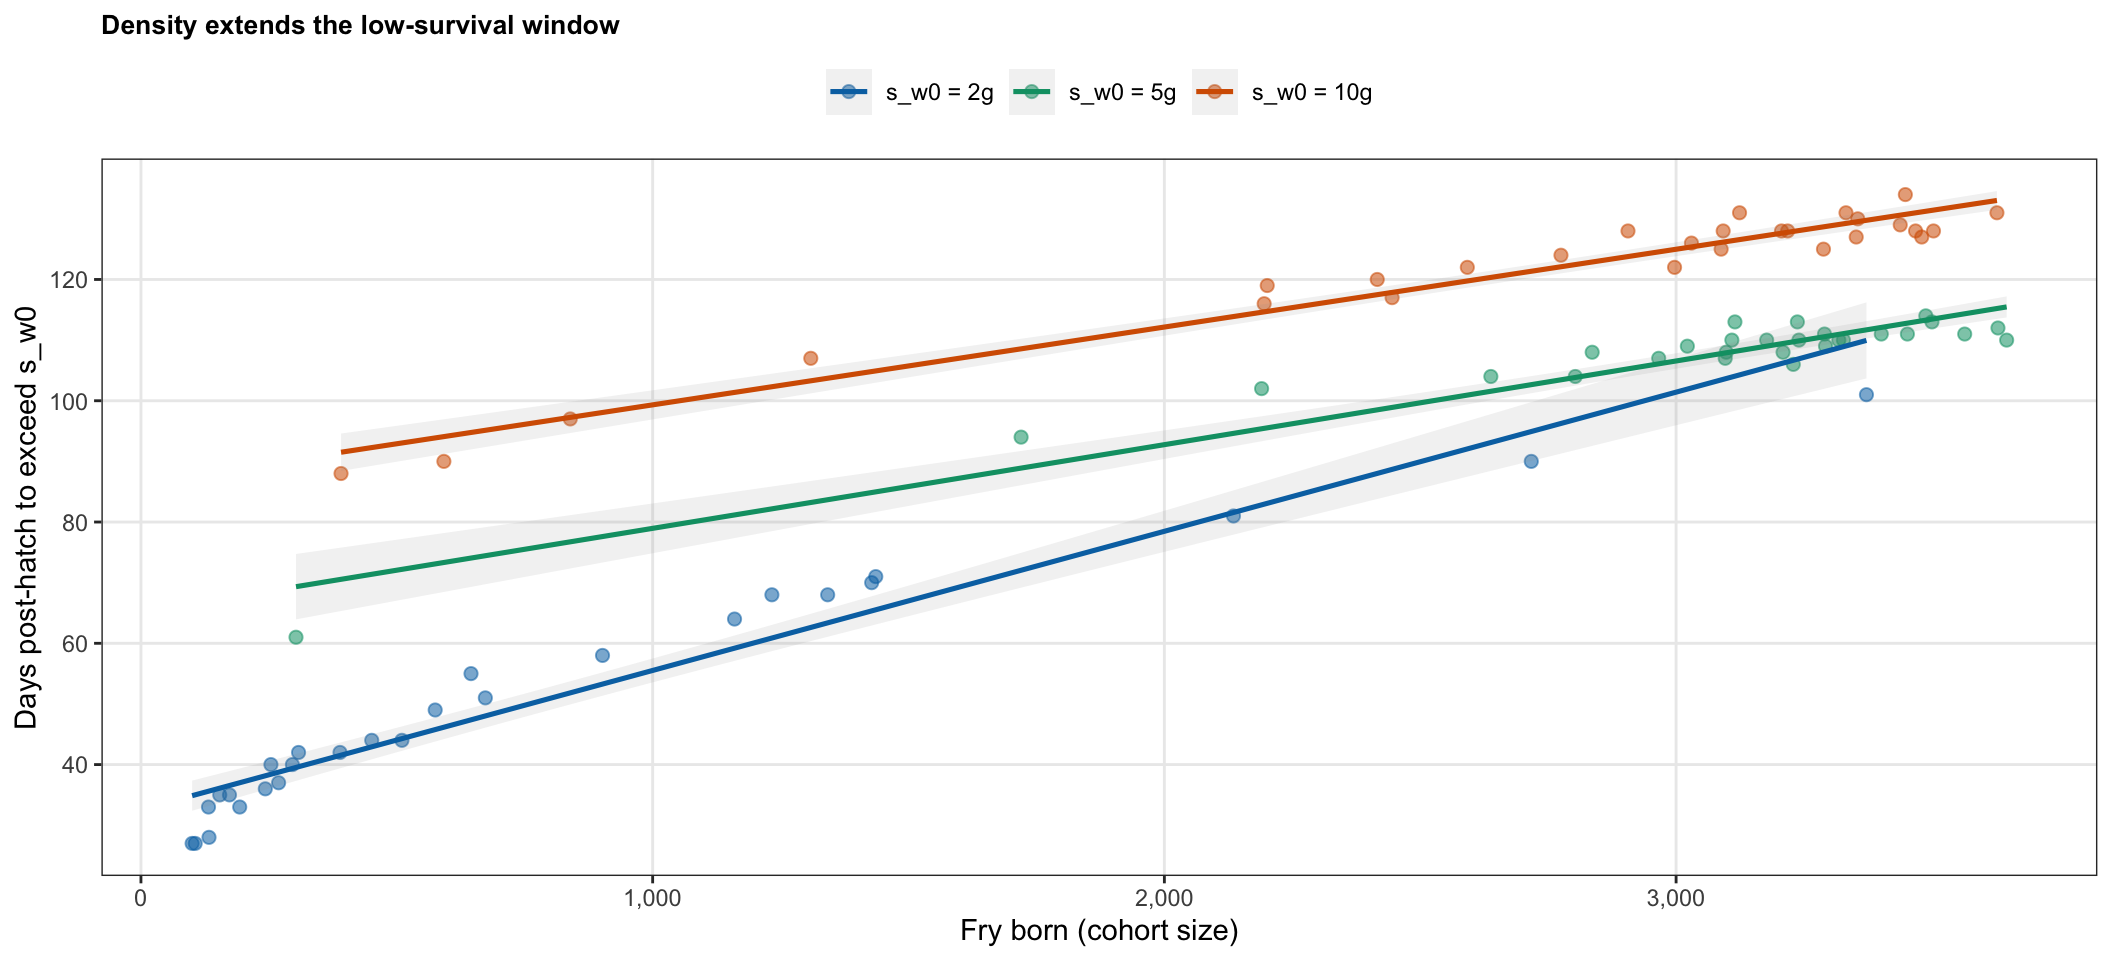 Density extends the low-survival window
s_w0 = 2g s_w0 = 5g s_w0 = 10g
Days post-hatch to exceed s_w0
120
100
80
60
40
0 1,000 2,000 3,000
Fry born (cohort size)